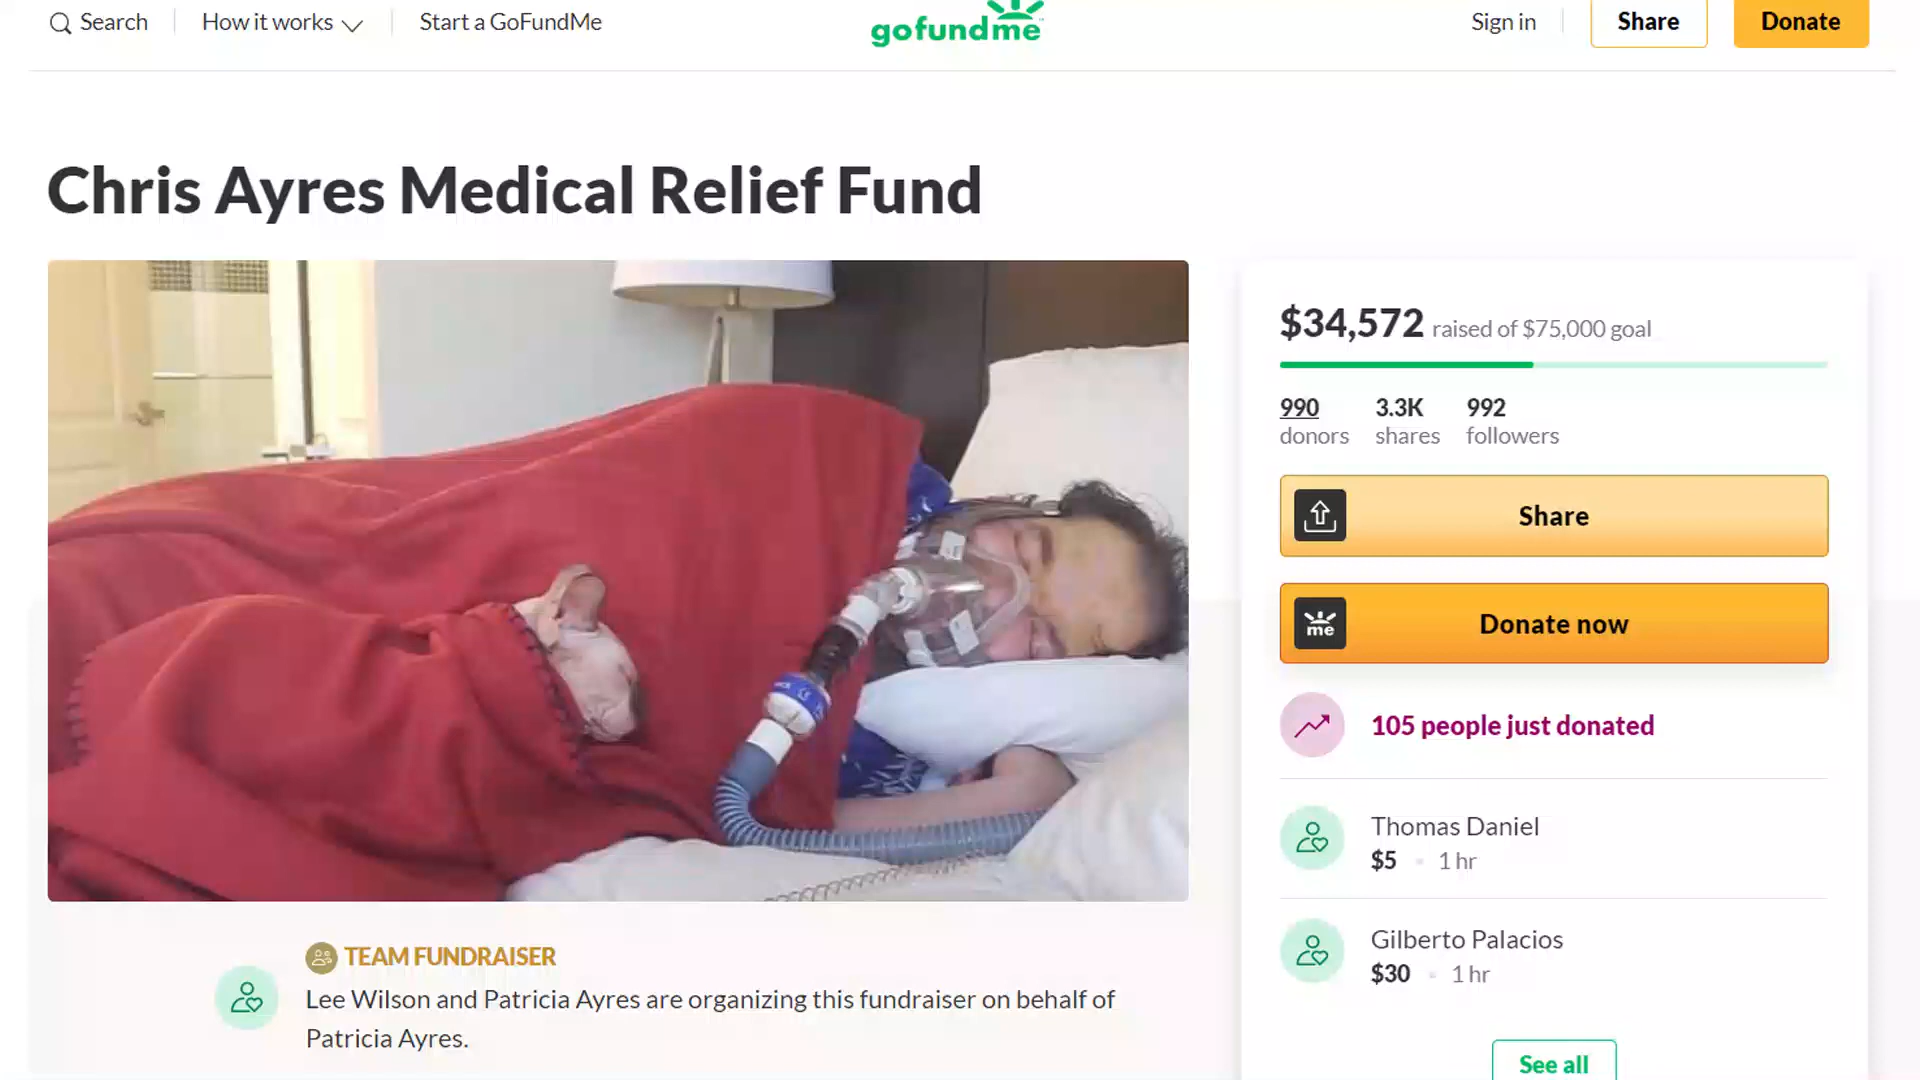 Search
How it works
Start a GoFundMe
gofundme
Sign in
Share
Donate
Chris Ayres Medical Relief Fund
$34,572 raised of $75,000 goal
990 3.3K 992
donors shares followers
Share
me
Donate now
105 people just donated
Thomas Daniel
$5 • 1 hr
Gilberto Palacios
$30 • 1 hr
See all
TEAM FUNDRAISER
Lee Wilson and Patricia Ayres are organizing this fundraiser on behalf of
Patricia Ayres.